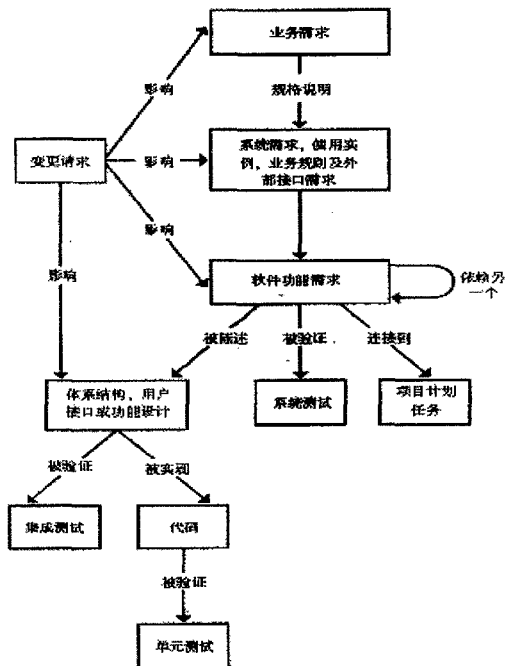 业务需求
影响
规格说明
变更请求
影响
系统需求,使用实
例、业务规则及外
部接口需求
影响
影响
软件功能需求
依赖另
一个
被陈述
被验证
连接到
体系结构、用户
接口或功能设计
系统测试
项目计划
任务
被验证
被实现
集成测试
代码
被验证
单元测试